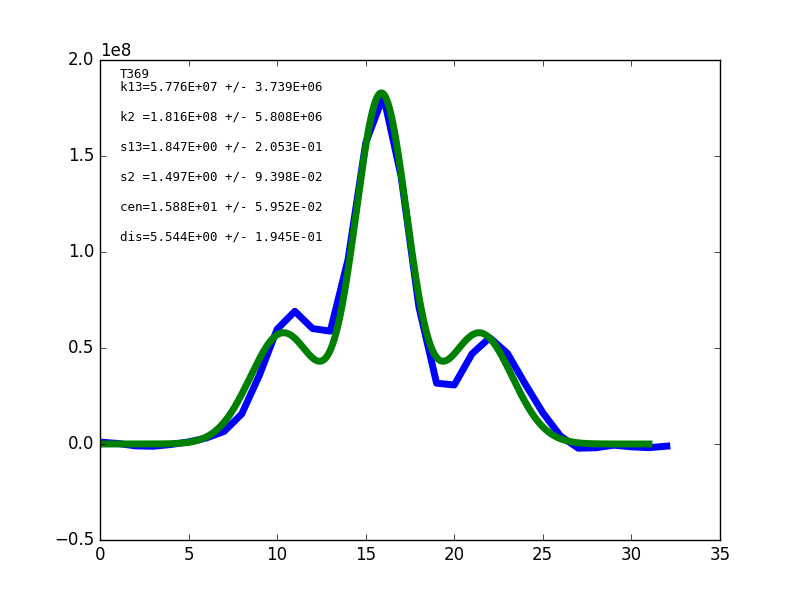 1e8
2.0
T369
k13=5.776E+07 +/- 3.739E+06
k2 =1.816E+08 +/- 5.808E+06
1.5
s13=1.847E+00 +/- 2.053E-01
s2 =1.497E+00 +/- 9.398E-02
cen=1.588E+01 +/- 5.952E-02
dis=5.544E+00 +/- 1.945E-01
1.0
0.5
0.0
−0.5
0 5 10 15 20 25 30 35